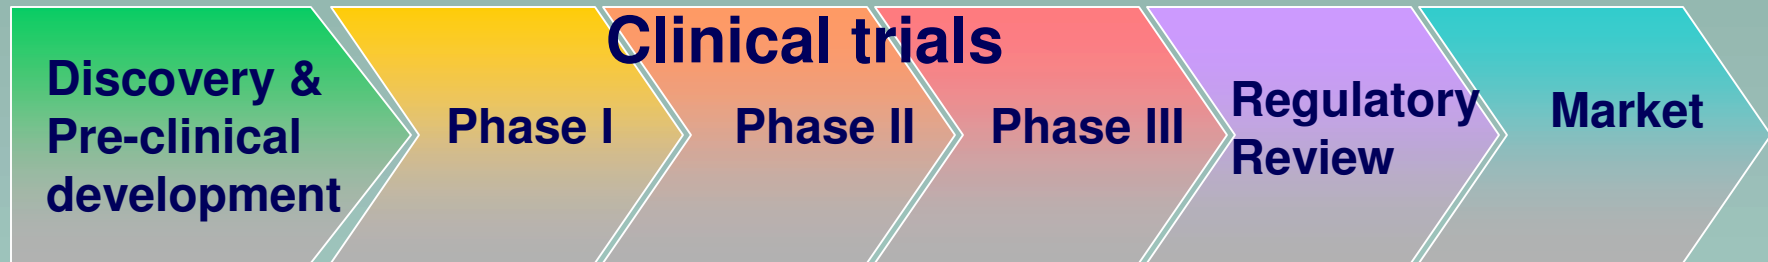 Clinical trials
Discovery &
Pre-clinical
development
Phase I
Phase II
Phase III
Regulatory
Review
Market